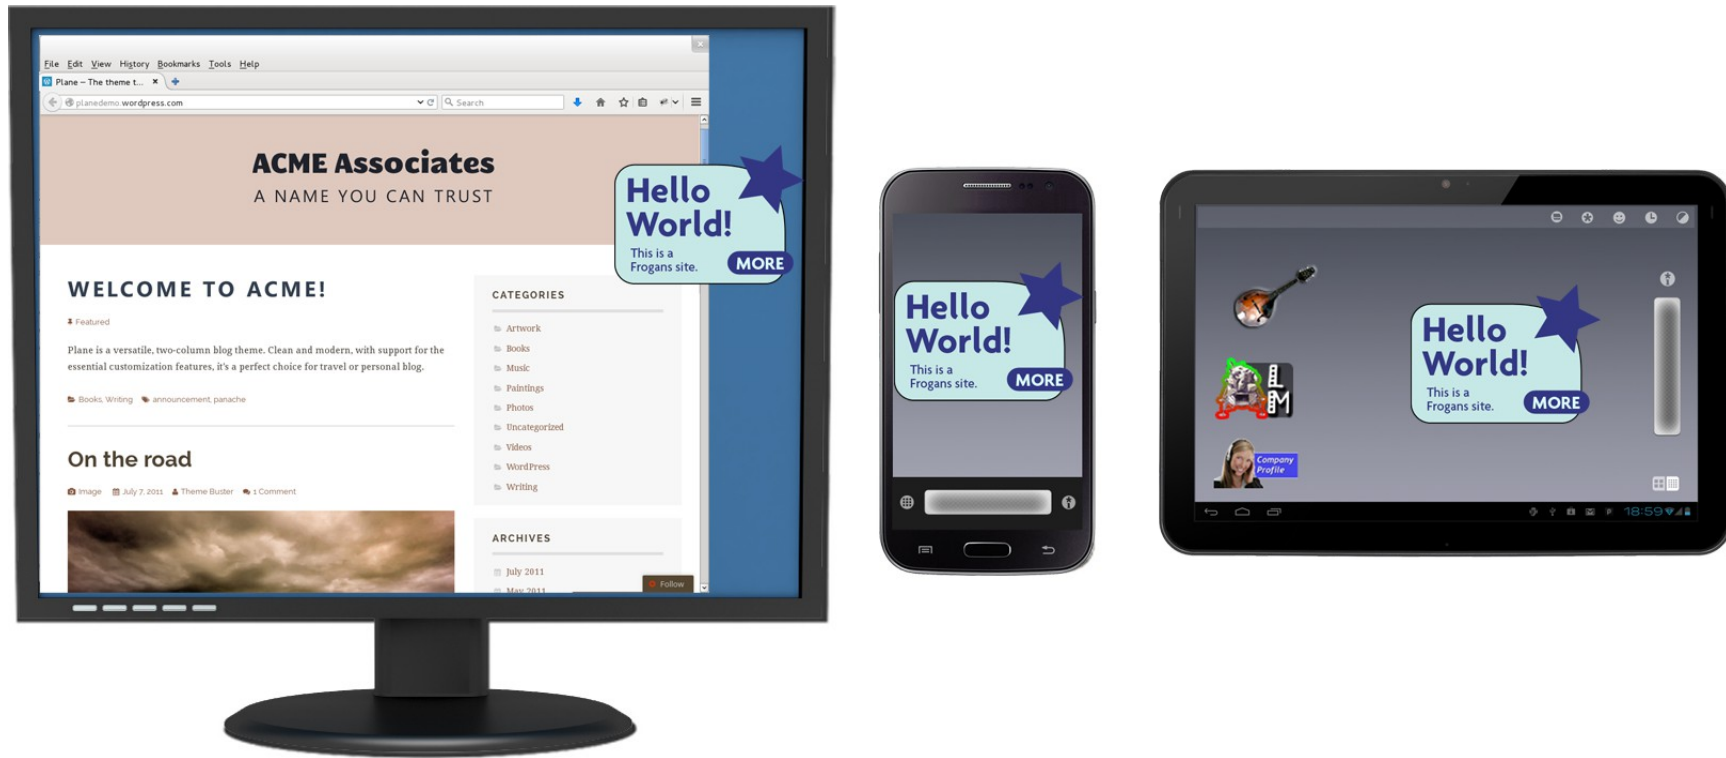 File Edit View History Bookmarks Tools Help
Plane – The theme t...
planedemo.wordpress.com
Search
ACME Associates
A NAME YOU CAN TRUST
Hello
World!
This is a
Frogans site.
MORE
WELCOME TO ACME!
Featured
Plane is a versatile, two-column blog theme. Clean and modern, with support for the
essential customization features, it's a perfect choice for travel or personal blog.
Books, Writing announcement, panache
On the road
Image July 7, 2011 Theme Buster 1 Comment
CATEGORIES
Artwork
Books
Music
Paintings
Photos
Uncategorized
Videos
WordPress
Writing
ARCHIVES
July 2011
May 2011
Follow
Hello
World!
This is a
Frogans site.
MORE
L
M
Company
Profile
Hello
World!
This is a
Frogans site.
MORE
18:59